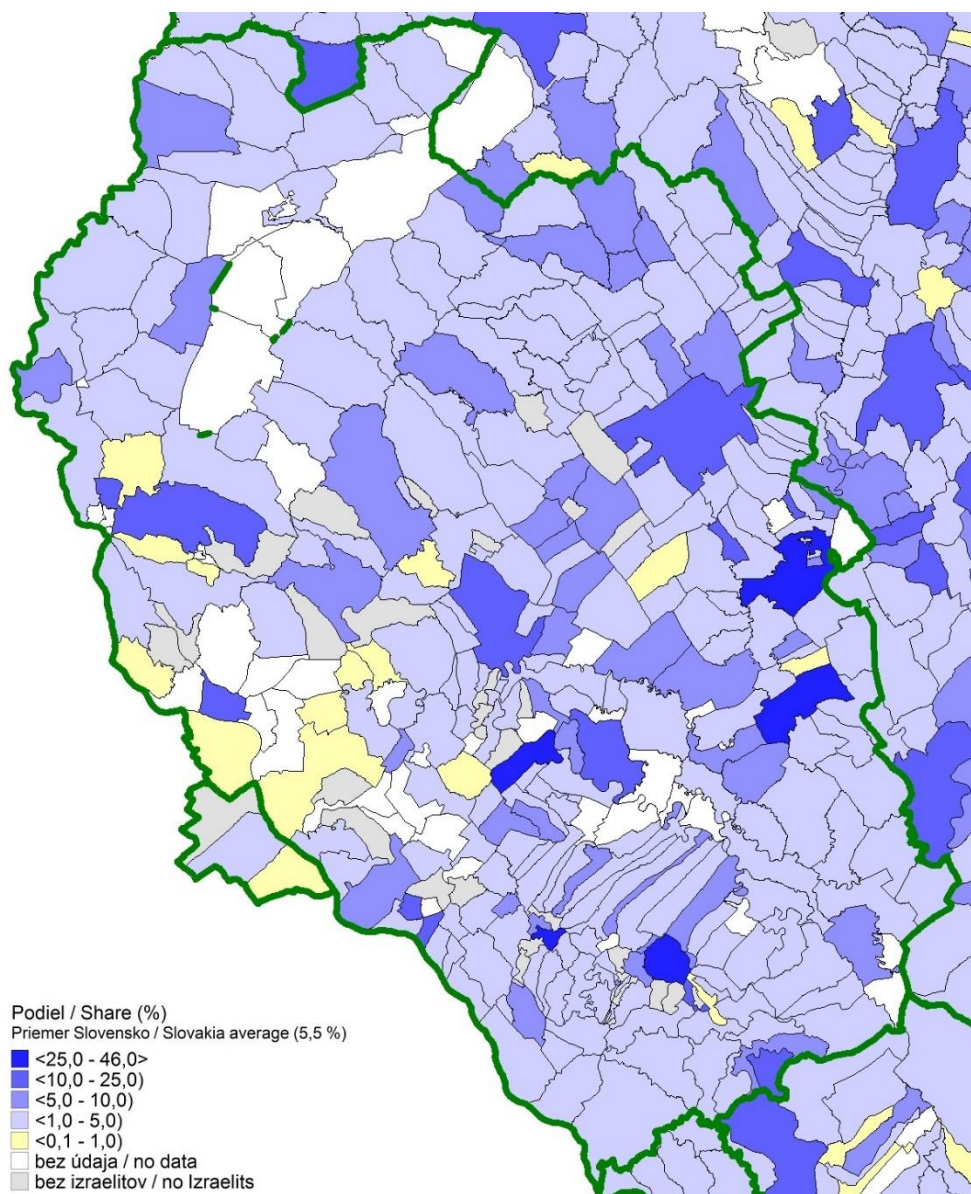 Podiel / Share (%)
Priemer Slovensko / Slovakia average (5,5 %)
<25,0 - 46,0>
<10,0 - 25,0)
<5,0 - 10,0)
<1,0 - 5,0)
<0,1 - 1,0)
bez údaja / no data
bez izraelitov / no Izraelits